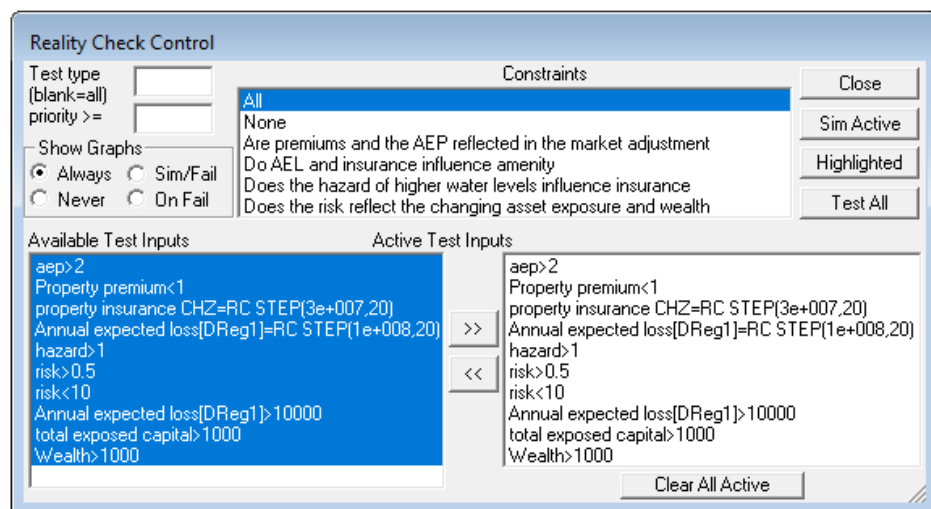 Reality Check Control
Test type
(blank=all)
priority >=
Show Graphs
Always Sim/Fail
Never On Fail
Constraints
All
None
Are premiums and the AEP reflected in the market adjustment
Do AEL and insurance influence amenity
Does the hazard of higher water levels influence insurance
Does the risk reflect the changing asset exposure and wealth
Close
Sim Active
Highlighted
Test All
Available Test Inputs
aep>2
Property premium<1
property insurance CHZ=RC STEP(3e+007,20)
Annual expected loss[DReg1]=RC STEP(1e+008,20)
hazard>1
risk>0.5
risk<10
Annual expected loss[DReg1]>10000
total exposed capital>1000
Wealth>1000
>>
<<
Active Test Inputs
aep>2
Property premium<1
property insurance CHZ=RC STEP(3e+007,20)
Annual expected loss[DReg1]=RC STEP(1e+008,20)
hazard>1
risk>0.5
risk<10
Annual expected loss[DReg1]>10000
total exposed capital>1000
Wealth>1000
Clear All Active